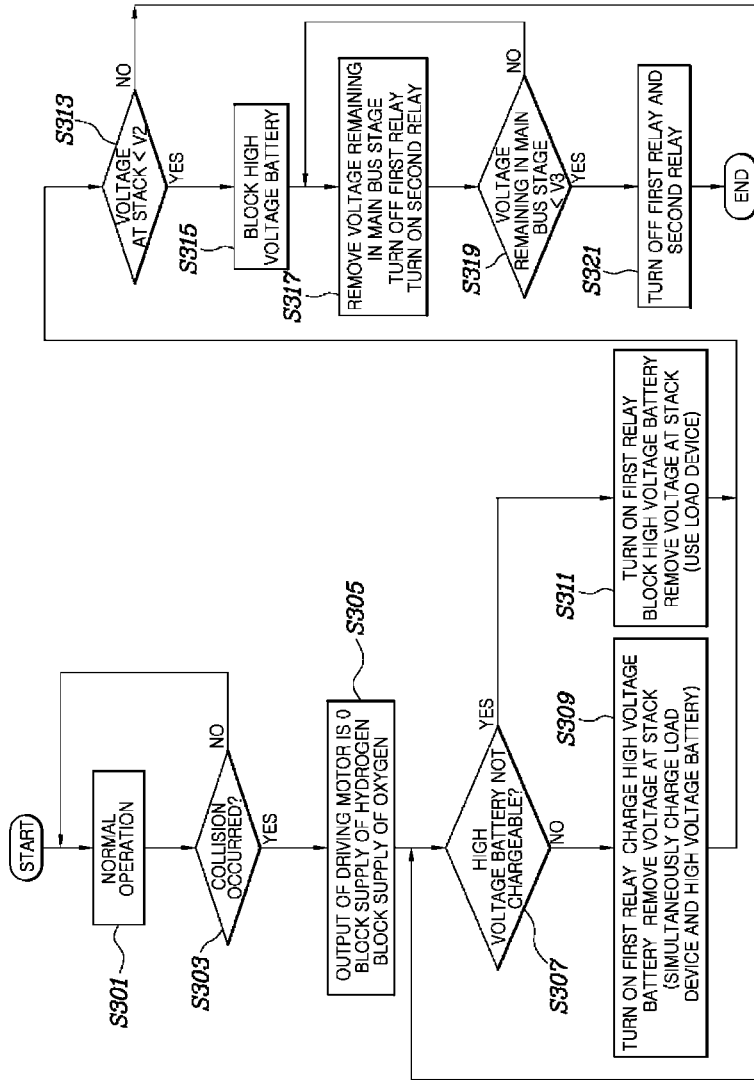 START
NORMAL
OPERATION
S301
COLLISION
OCCURRED?
NO
S303
YES
OUTPUT OF DRIVING MOTOR IS 0
BLOCK SUPPLY OF HYDROGEN
BLOCK SUPPLY OF OXYGEN
S305
HIGH
VOLTAGE BATTERY NOT
CHARGEABLE?
YES
S307
NO
S309
TURN ON FIRST RELAY CHARGE HIGH VOLTAGE
BATTERY REMOVE VOLTAGE AT STACK
(SIMULTANEOUSLY CHARGE LOAD
DEVICE AND HIGH VOLTAGE BATTERY)
S311
TURN ON FIRST RELAY
BLOCK HIGH VOLTAGE BATTERY
REMOVE VOLTAGE AT STACK
(USE LOAD DEVICE)
S313
VOLTAGE
AT STACK < V2
NO
YES
BLOCK HIGH
VOLTAGE BATTERY
S315
REMOVE VOLTAGE REMAINING
IN MAIN BUS STAGE
TURN OFF FIRST RELAY
TURN ON SECOND RELAY
S317
VOLTAGE
REMAINING IN MAIN
BUS STAGE
< V3
NO
S319
YES
TURN OFF FIRST RELAY AND
SECOND RELAY
S321
END